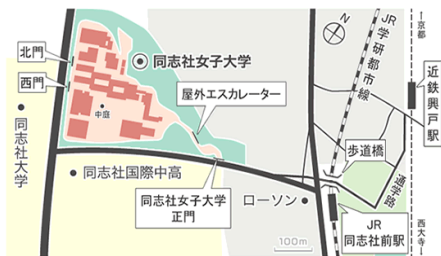 北門
西門
中庭
同志社女子大学
屋外エスカレーター
N
JR学研都市線
←京都
近鉄興戸駅
同志社大学
同志社国際中高
同志社女子大学
正門
ローソン
歩道橋
通学路
JR
同志社前駅
西大寺→
100m